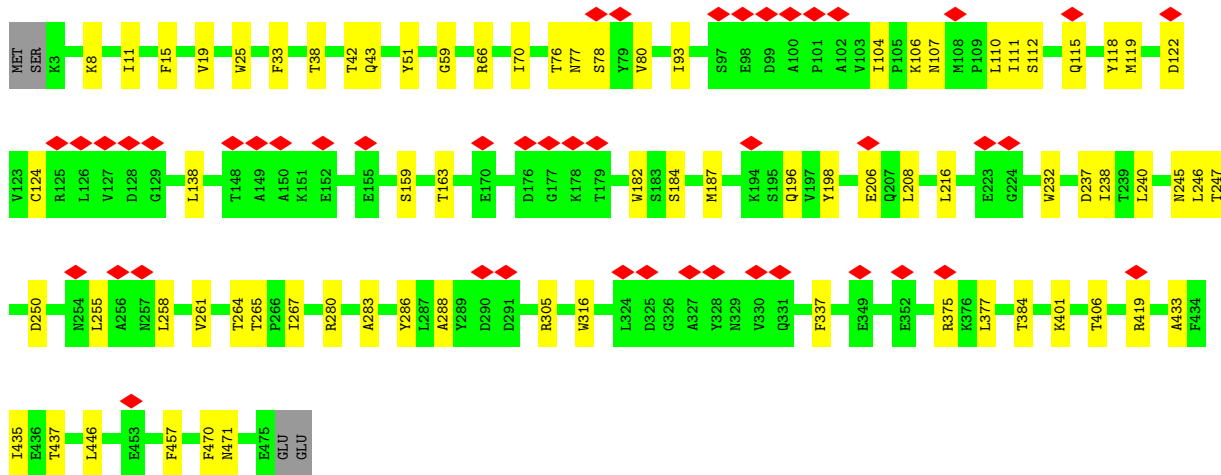 MET SER K3 K8 I11 F15 V19 W25 F33 T38 T42 Q43 Y51 G59 R66 I70 T76 N77 S78 Y79 V80 I93 S97 E98 D99 A100 P101 A102 V103 I104 P105 K106 N107 M108 P109 L110 I111 S112 Q115 Y118 M119 D122
V123 C124 R125 L126 V127 D128 G129 L138 T148 A149 A150 K151 E152 E155 S159 T163 E170 D176 G177 K178 T179 W182 S183 S184 M187 K194 S195 Q196 V197 Y198 E206 Q207 L208 L216 E223 G224 W232 D237 I238 T239 L240 N245 L246 T247
D250 N254 L255 A256 N257 L258 V261 T264 T265 P266 I267 R280 A283 Y286 L287 A288 Y289 D290 D291 R305 W316 L324 D325 G326 A327 Y328 N329 V330 Q331 F337 E349 E352 R375 K376 L377 T384 K401 T406 R419 A433 F434
I435 E436 T437 L446 E453 F457 F470 N471 E475 GLU GLU